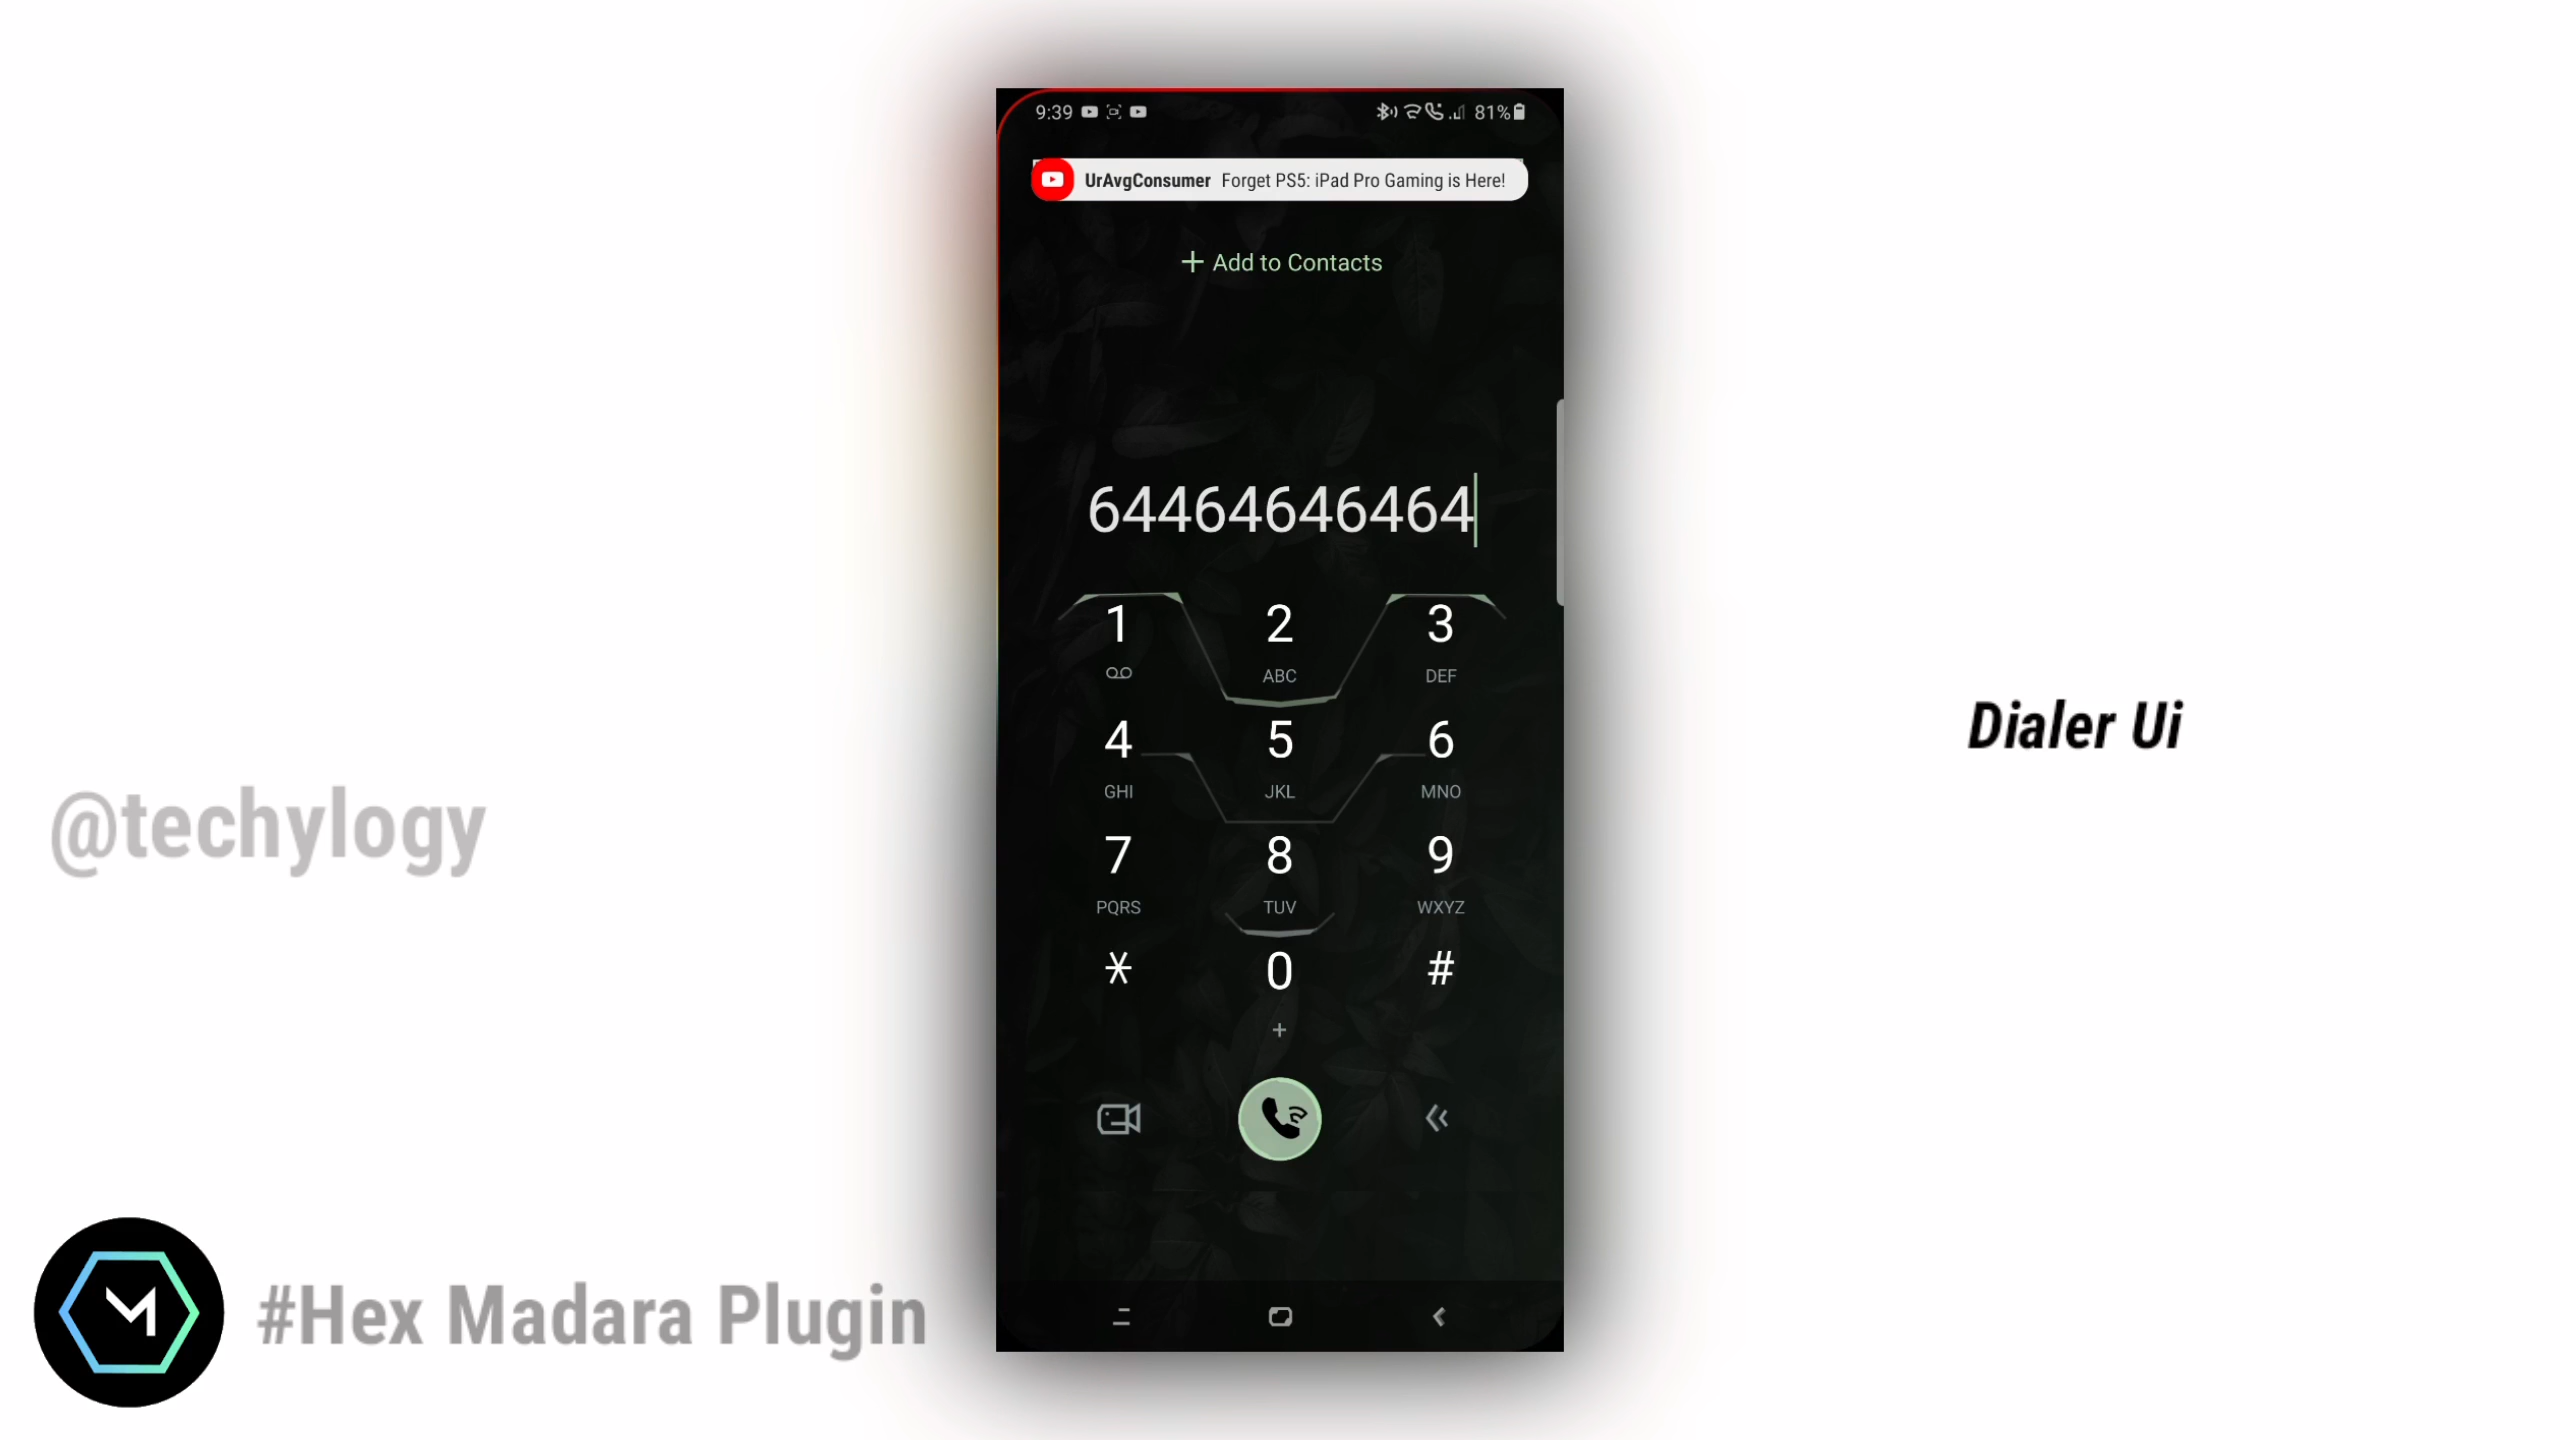 9:39
81%
UrAvgConsumer Forget PS5: iPad Pro Gaming is Here!
+ Add to Contacts
64464646464
1 2 3
ABC DEF
4 5 6
GHI JKL MNO
7 8 9
PQRS TUV WXYZ
* 0 #
+
Dialer Ui
@techylogy
#Hex Madara Plugin